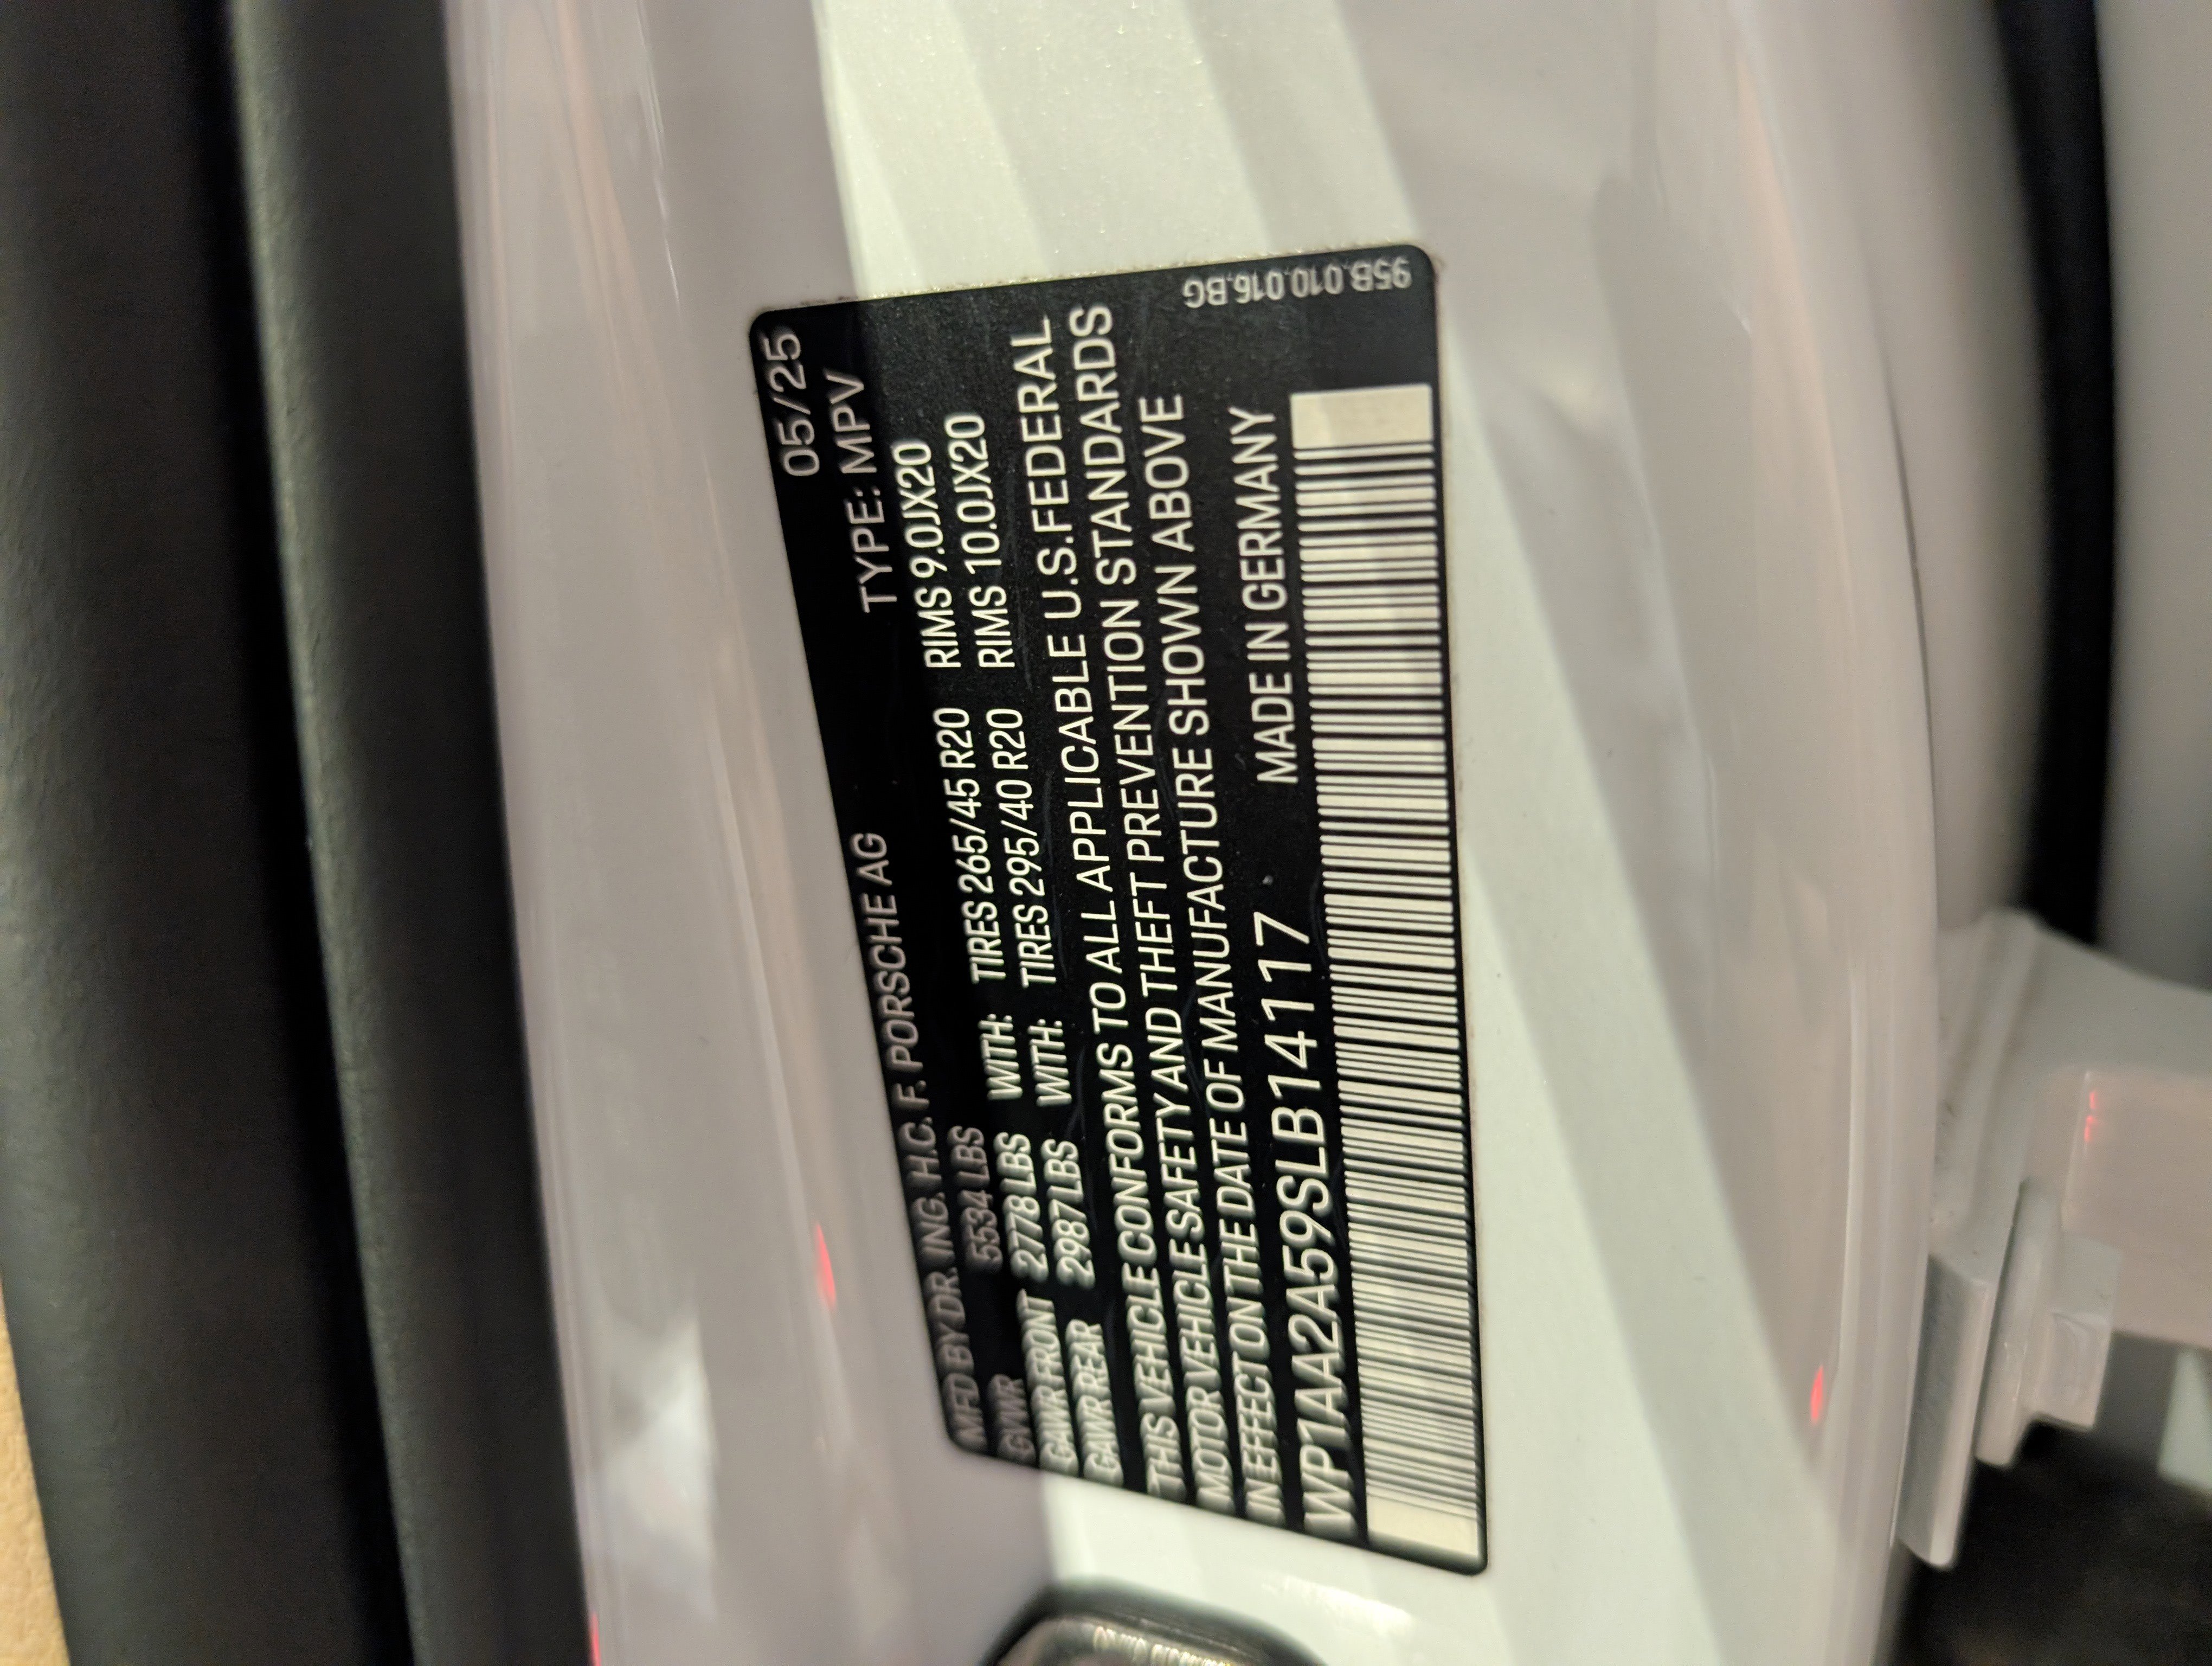 MFD BY DR. ING. H.C. F. PORSCHE AG 05/25
GVWR 5534 LBS TYPE: MPV
GAWR FRONT 2778 LBS WITH: TIRES 265/45 R20 RIMS 9.0JX20
GAWR REAR 2987 LBS WITH: TIRES 295/40 R20 RIMS 10.0JX20
THIS VEHICLE CONFORMS TO ALL APPLICABLE U.S.FEDERAL
MOTOR VEHICLE SAFETY AND THEFT PREVENTION STANDARDS
IN EFFECT ON THE DATE OF MANUFACTURE SHOWN ABOVE
WP1AA2A59SLB14117 MADE IN GERMANY
95B.010.016.BG